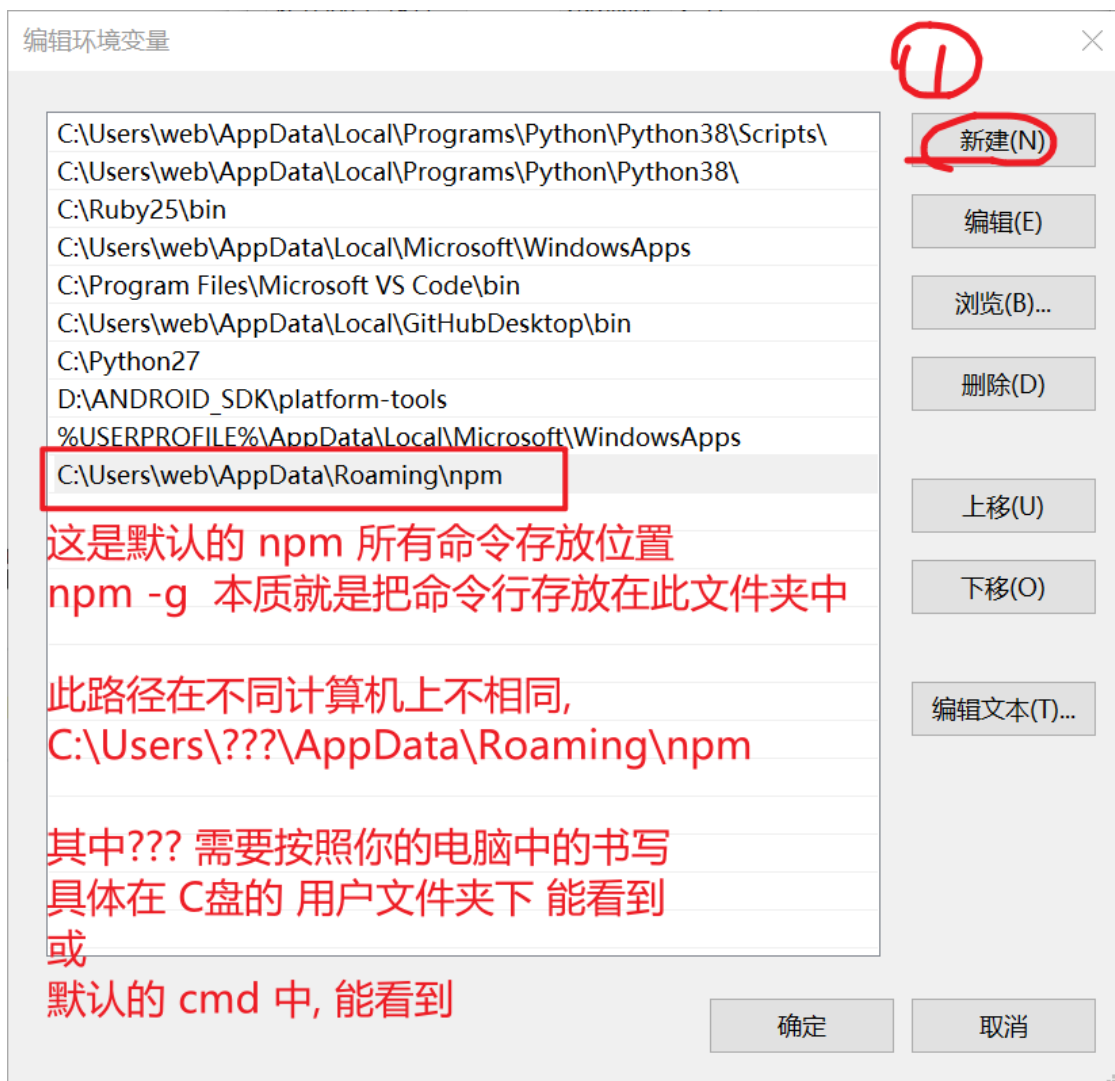 编辑环境变量
①
C:\Users\web\AppData\Local\Programs\Python\Python38\Scripts\
新建(N)
C:\Users\web\AppData\Local\Programs\Python\Python38\
C:\Ruby25\bin
编辑(E)
C:\Users\web\AppData\Local\Microsoft\WindowsApps
C:\Program Files\Microsoft VS Code\bin
浏览(B)...
C:\Users\web\AppData\Local\GitHubDesktop\bin
C:\Python27
删除(D)
D:\ANDROID_SDK\platform-tools
%USERPROFILE%\AppData\Local\Microsoft\WindowsApps
C:\Users\web\AppData\Roaming\npm
上移(U)
这是默认的 npm 所有命令存放位置
npm -g 本质就是把命令行存放在此文件夹中
下移(O)
此路径在不同计算机上不相同,
编辑文本(T)...
C:\Users\???\AppData\Roaming\npm
其中??? 需要按照你的电脑中的书写
具体在 C盘的 用户文件夹下 能看到
或
默认的 cmd 中, 能看到
确定
取消